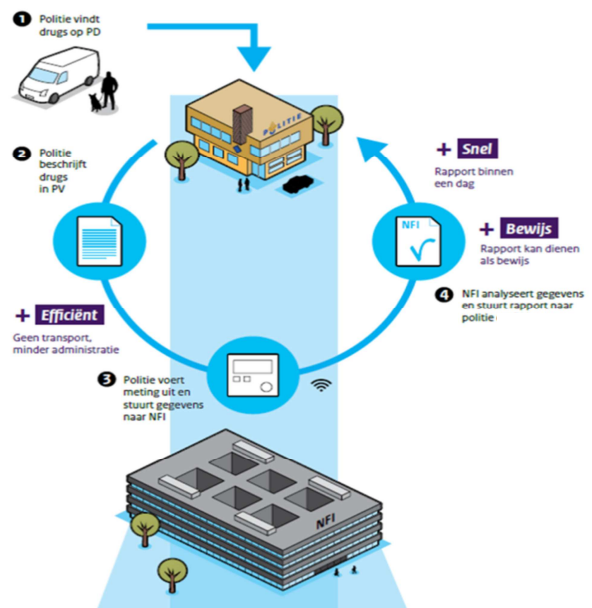 1 Politie vindt
drugs op PD
POLITIE
2 Politie
beschrijft
drugs
in PV
+ Snel
Rapport binnen
een dag
NFI
+ Bewijs
Rapport kan dienen
als bewijs
4 NFI analyseert gegevens
en stuurt rapport naar
politie
+ Efficiënt
Geen transport,
minder administratie
3 Politie voert
meting uit en
stuurt gegevens
naar NFI
NFI